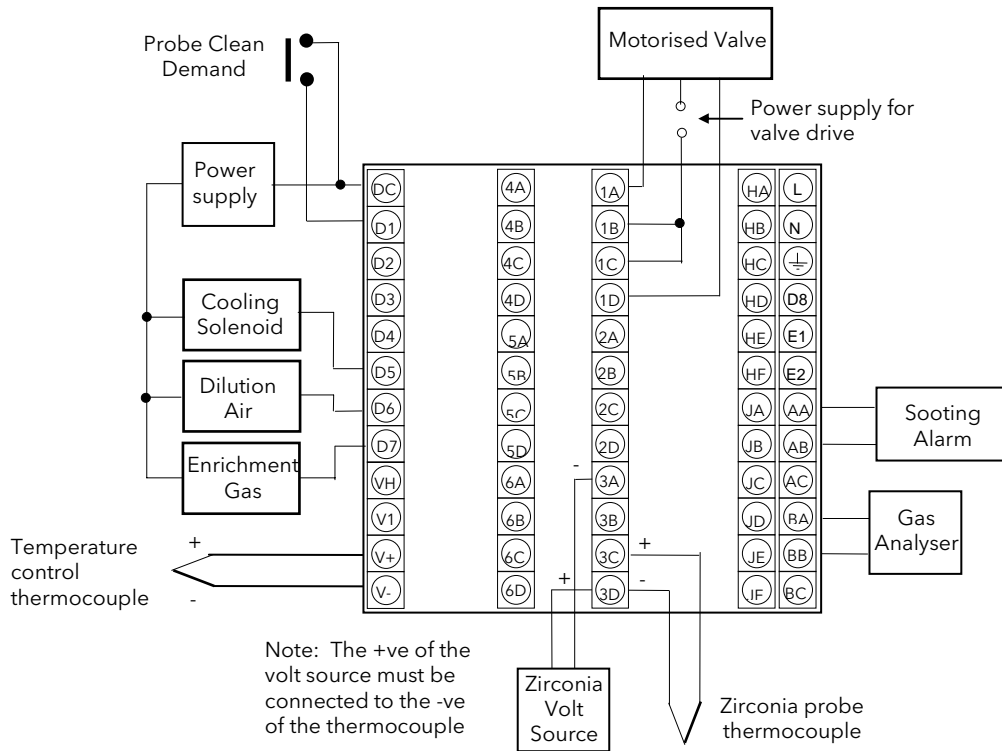 Motorised Valve
Probe Clean
Demand
Power supply for
valve drive
Power
supply
Cooling
Solenoid
Dilution
Air
Enrichment
Gas
Temperature
control
thermocouple
+
-
DC
D1
D2
D3
D4
D5
D6
D7
VH
V1
V+
V-
4A
4B
4C
4D
5A
5B
5C
5D
6A
6B
6C
6D
1A
1B
1C
1D
2A
2B
2C
2D
3A
3B
3C
3D
-
+
+
-
HA
HB
HC
HD
HE
HF
JA
JB
JC
JD
JE
JF
L
N
D8
E1
E2
AA
AB
AC
BA
BB
BC
Sooting
Alarm
Gas
Analyser
Note: The +ve of the
volt source must be
connected to the -ve
of the thermocouple
Zirconia
Volt
Source
Zirconia probe
thermocouple